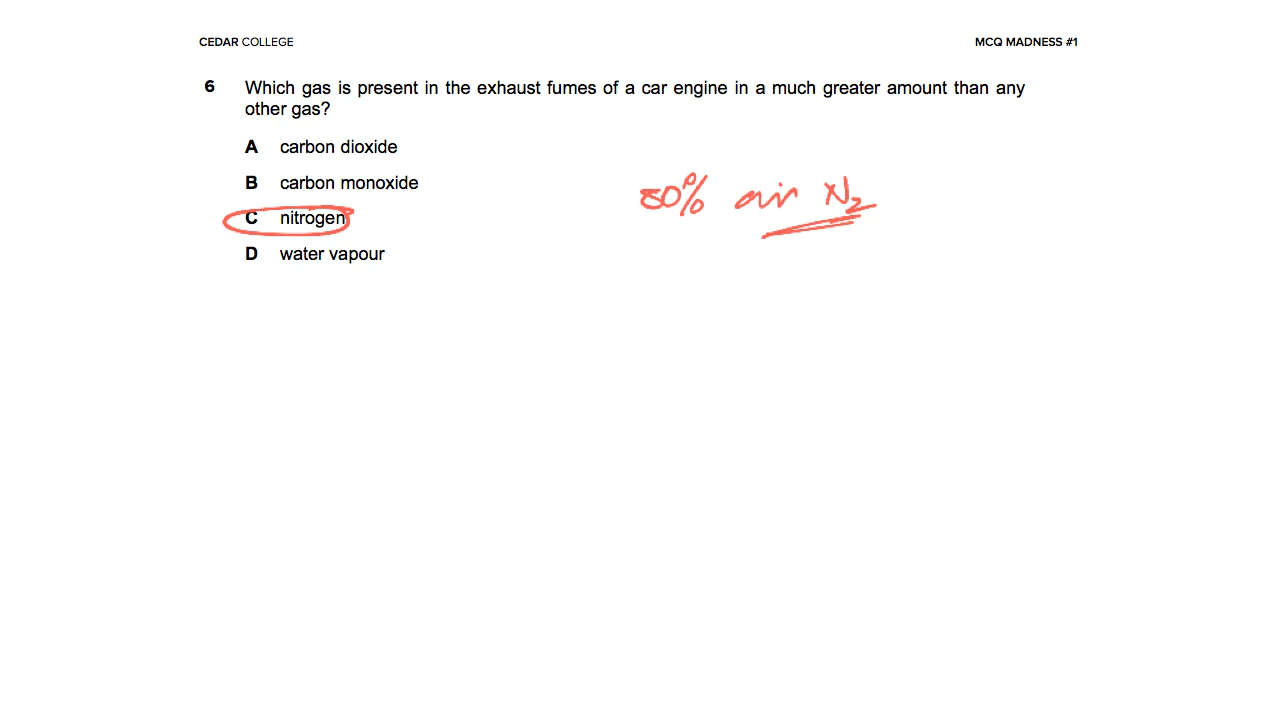 CEDAR COLLEGE
MCQ MADNESS #1
6 Which gas is present in the exhaust fumes of a car engine in a much greater amount than any
other gas?
A carbon dioxide
B carbon monoxide
80% air N2
C nitrogen
D water vapour